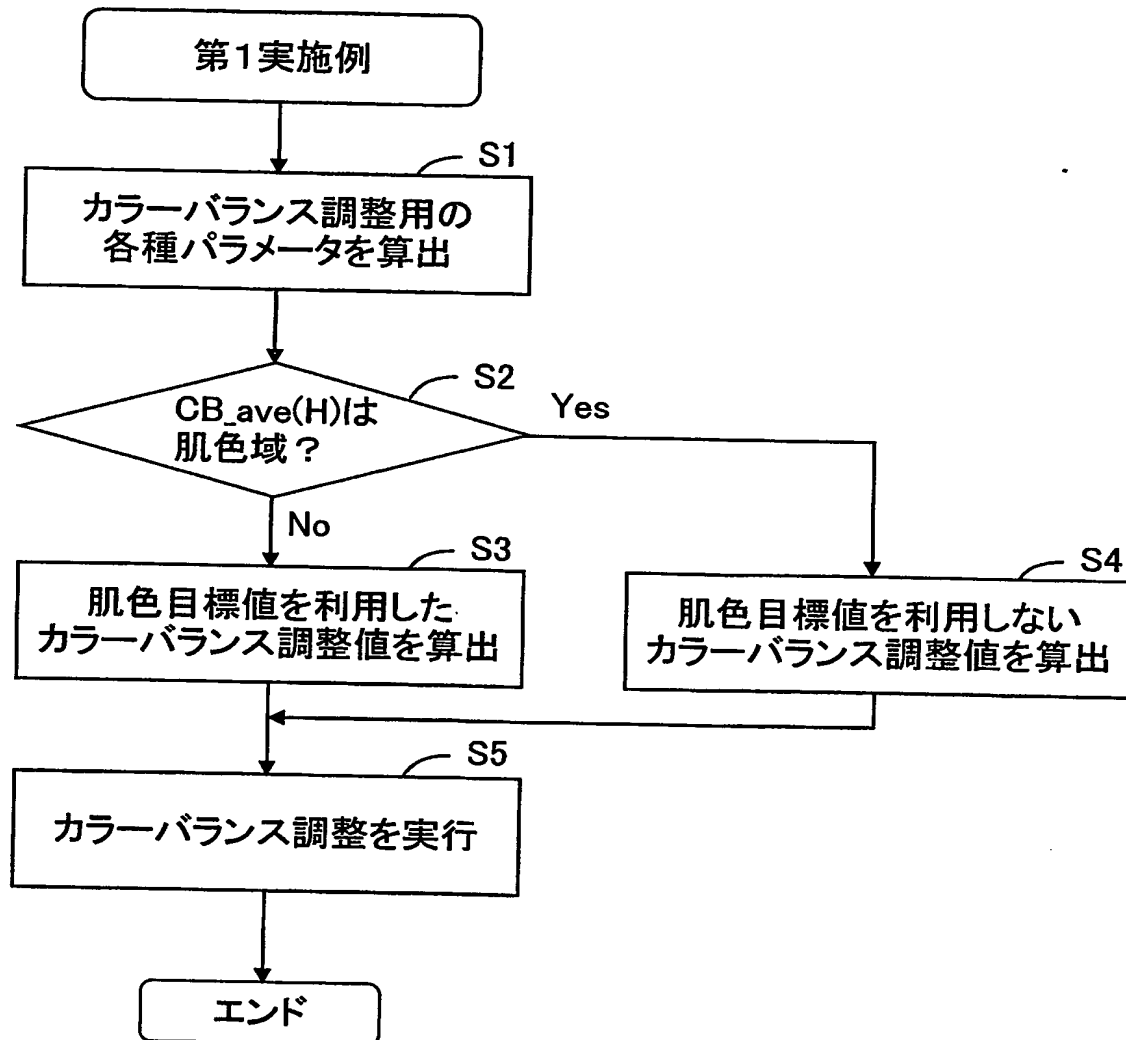 第1実施例
S1
カラーバランス調整用の
各種パラメータを算出
S2
CB_ave(H)は
肌色域？
Yes
No
S3
肌色目標値を利用した
カラーバランス調整値を算出
S4
肌色目標値を利用しない
カラーバランス調整値を算出
S5
カラーバランス調整を実行
エンド